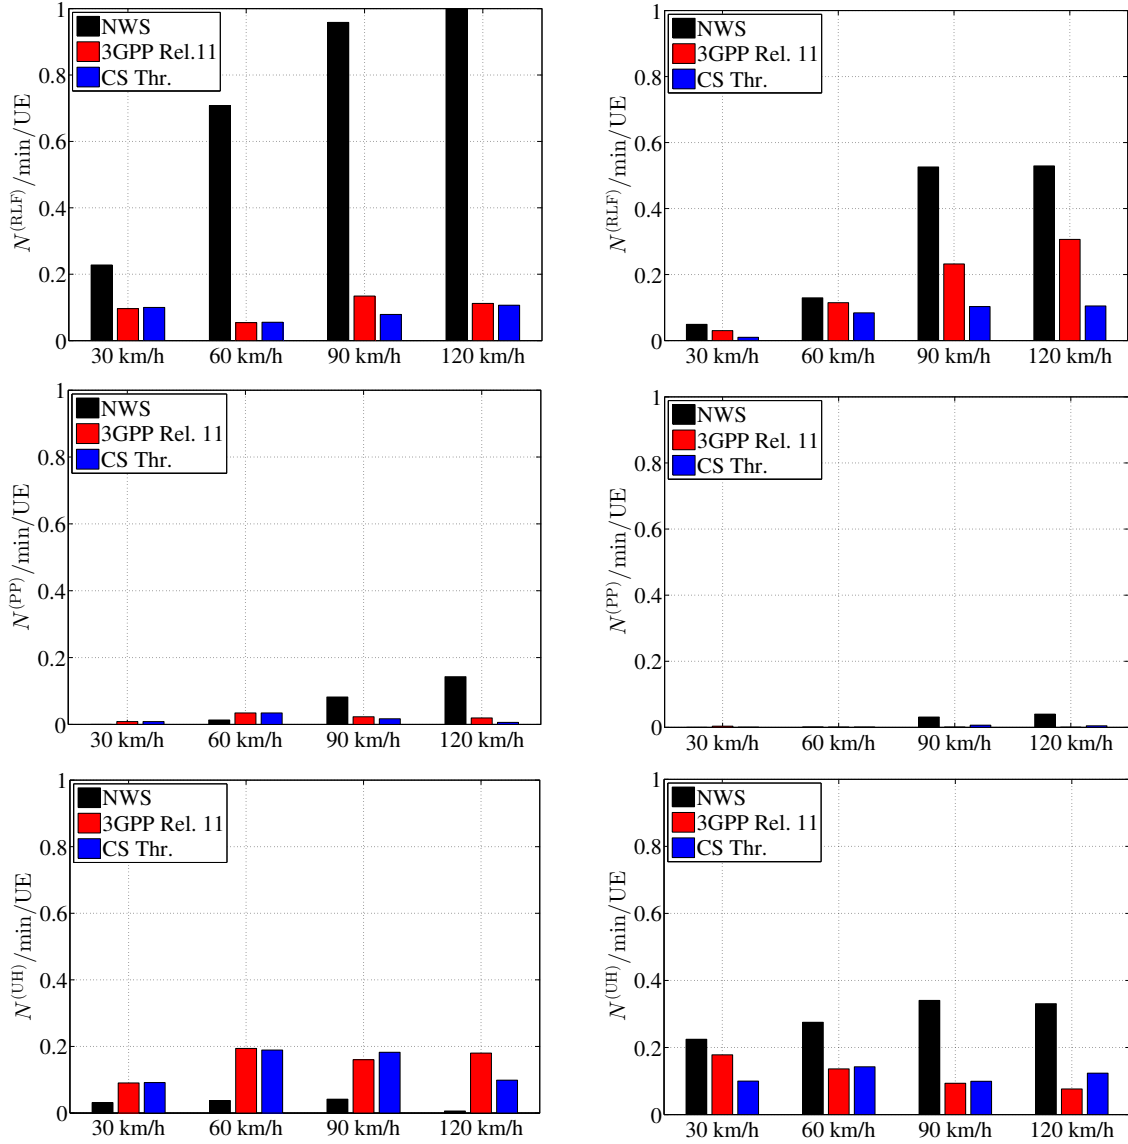 N^(RLF)/min/UE
1
0.8
0.6
0.4
0.2
0
NWS
3GPP Rel.11
CS Thr.
30 km/h 60 km/h 90 km/h 120 km/h
N^(RLF)/min/UE
1
0.8
0.6
0.4
0.2
0
NWS
3GPP Rel. 11
CS Thr.
30 km/h 60 km/h 90 km/h 120 km/h
N^(PP)/min/UE
1
0.8
0.6
0.4
0.2
0
NWS
3GPP Rel. 11
CS Thr.
30 km/h 60 km/h 90 km/h 120 km/h
N^(PP)/min/UE
1
0.8
0.6
0.4
0.2
0
NWS
3GPP Rel. 11
CS Thr.
30 km/h 60 km/h 90 km/h 120 km/h
N^(UH)/min/UE
1
0.8
0.6
0.4
0.2
0
NWS
3GPP Rel. 11
CS Thr.
30 km/h 60 km/h 90 km/h 120 km/h
N^(UH)/min/UE
1
0.8
0.6
0.4
0.2
0
NWS
3GPP Rel. 11
CS Thr.
30 km/h 60 km/h 90 km/h 120 km/h